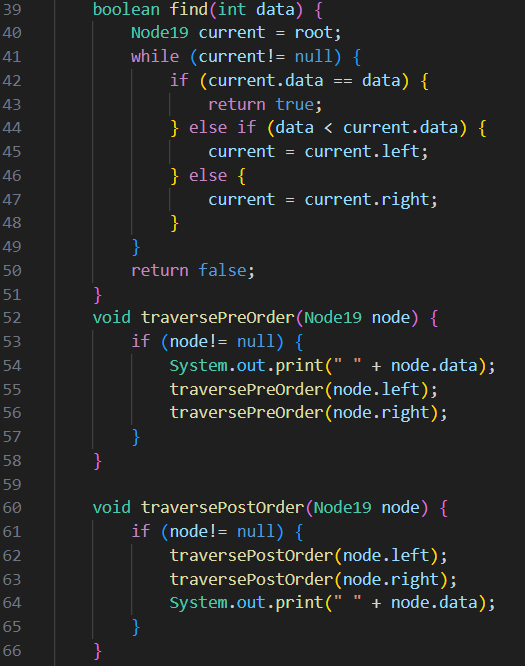 39 boolean find(int data) {
40 Node19 current = root;
41 while (current!= null) {
42 if (current.data == data) {
43 return true;
44 } else if (data < current.data) {
45 current = current.left;
46 } else {
47 current = current.right;
48 }
49 }
50 return false;
51 }
52 void traversePreOrder(Node19 node) {
53 if (node!= null) {
54 System.out.print(" " + node.data);
55 traversePreOrder(node.left);
56 traversePreOrder(node.right);
57 }
58 }
59
60 void traversePostOrder(Node19 node) {
61 if (node!= null) {
62 traversePostOrder(node.left);
63 traversePostOrder(node.right);
64 System.out.print(" " + node.data);
65 }
66 }